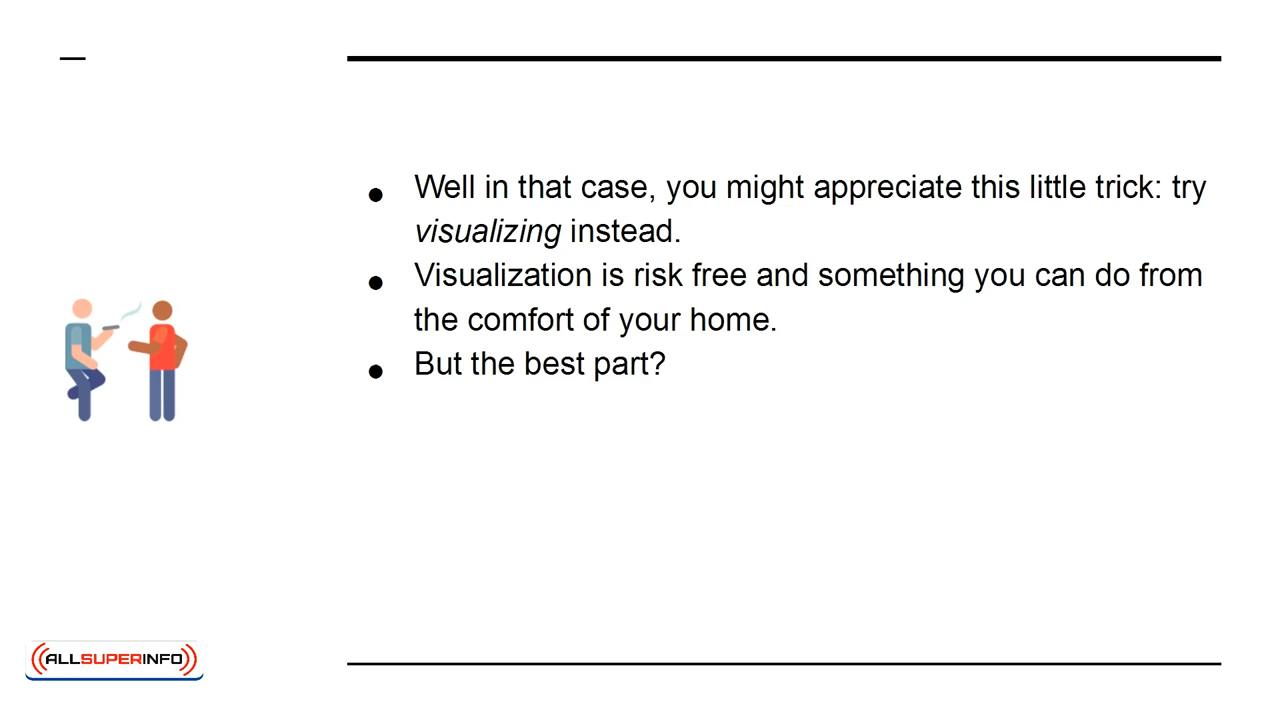 Well in that case, you might appreciate this little trick: try
visualizing instead.
Visualization is risk free and something you can do from
the comfort of your home.
But the best part?
ALLSUPERINFO